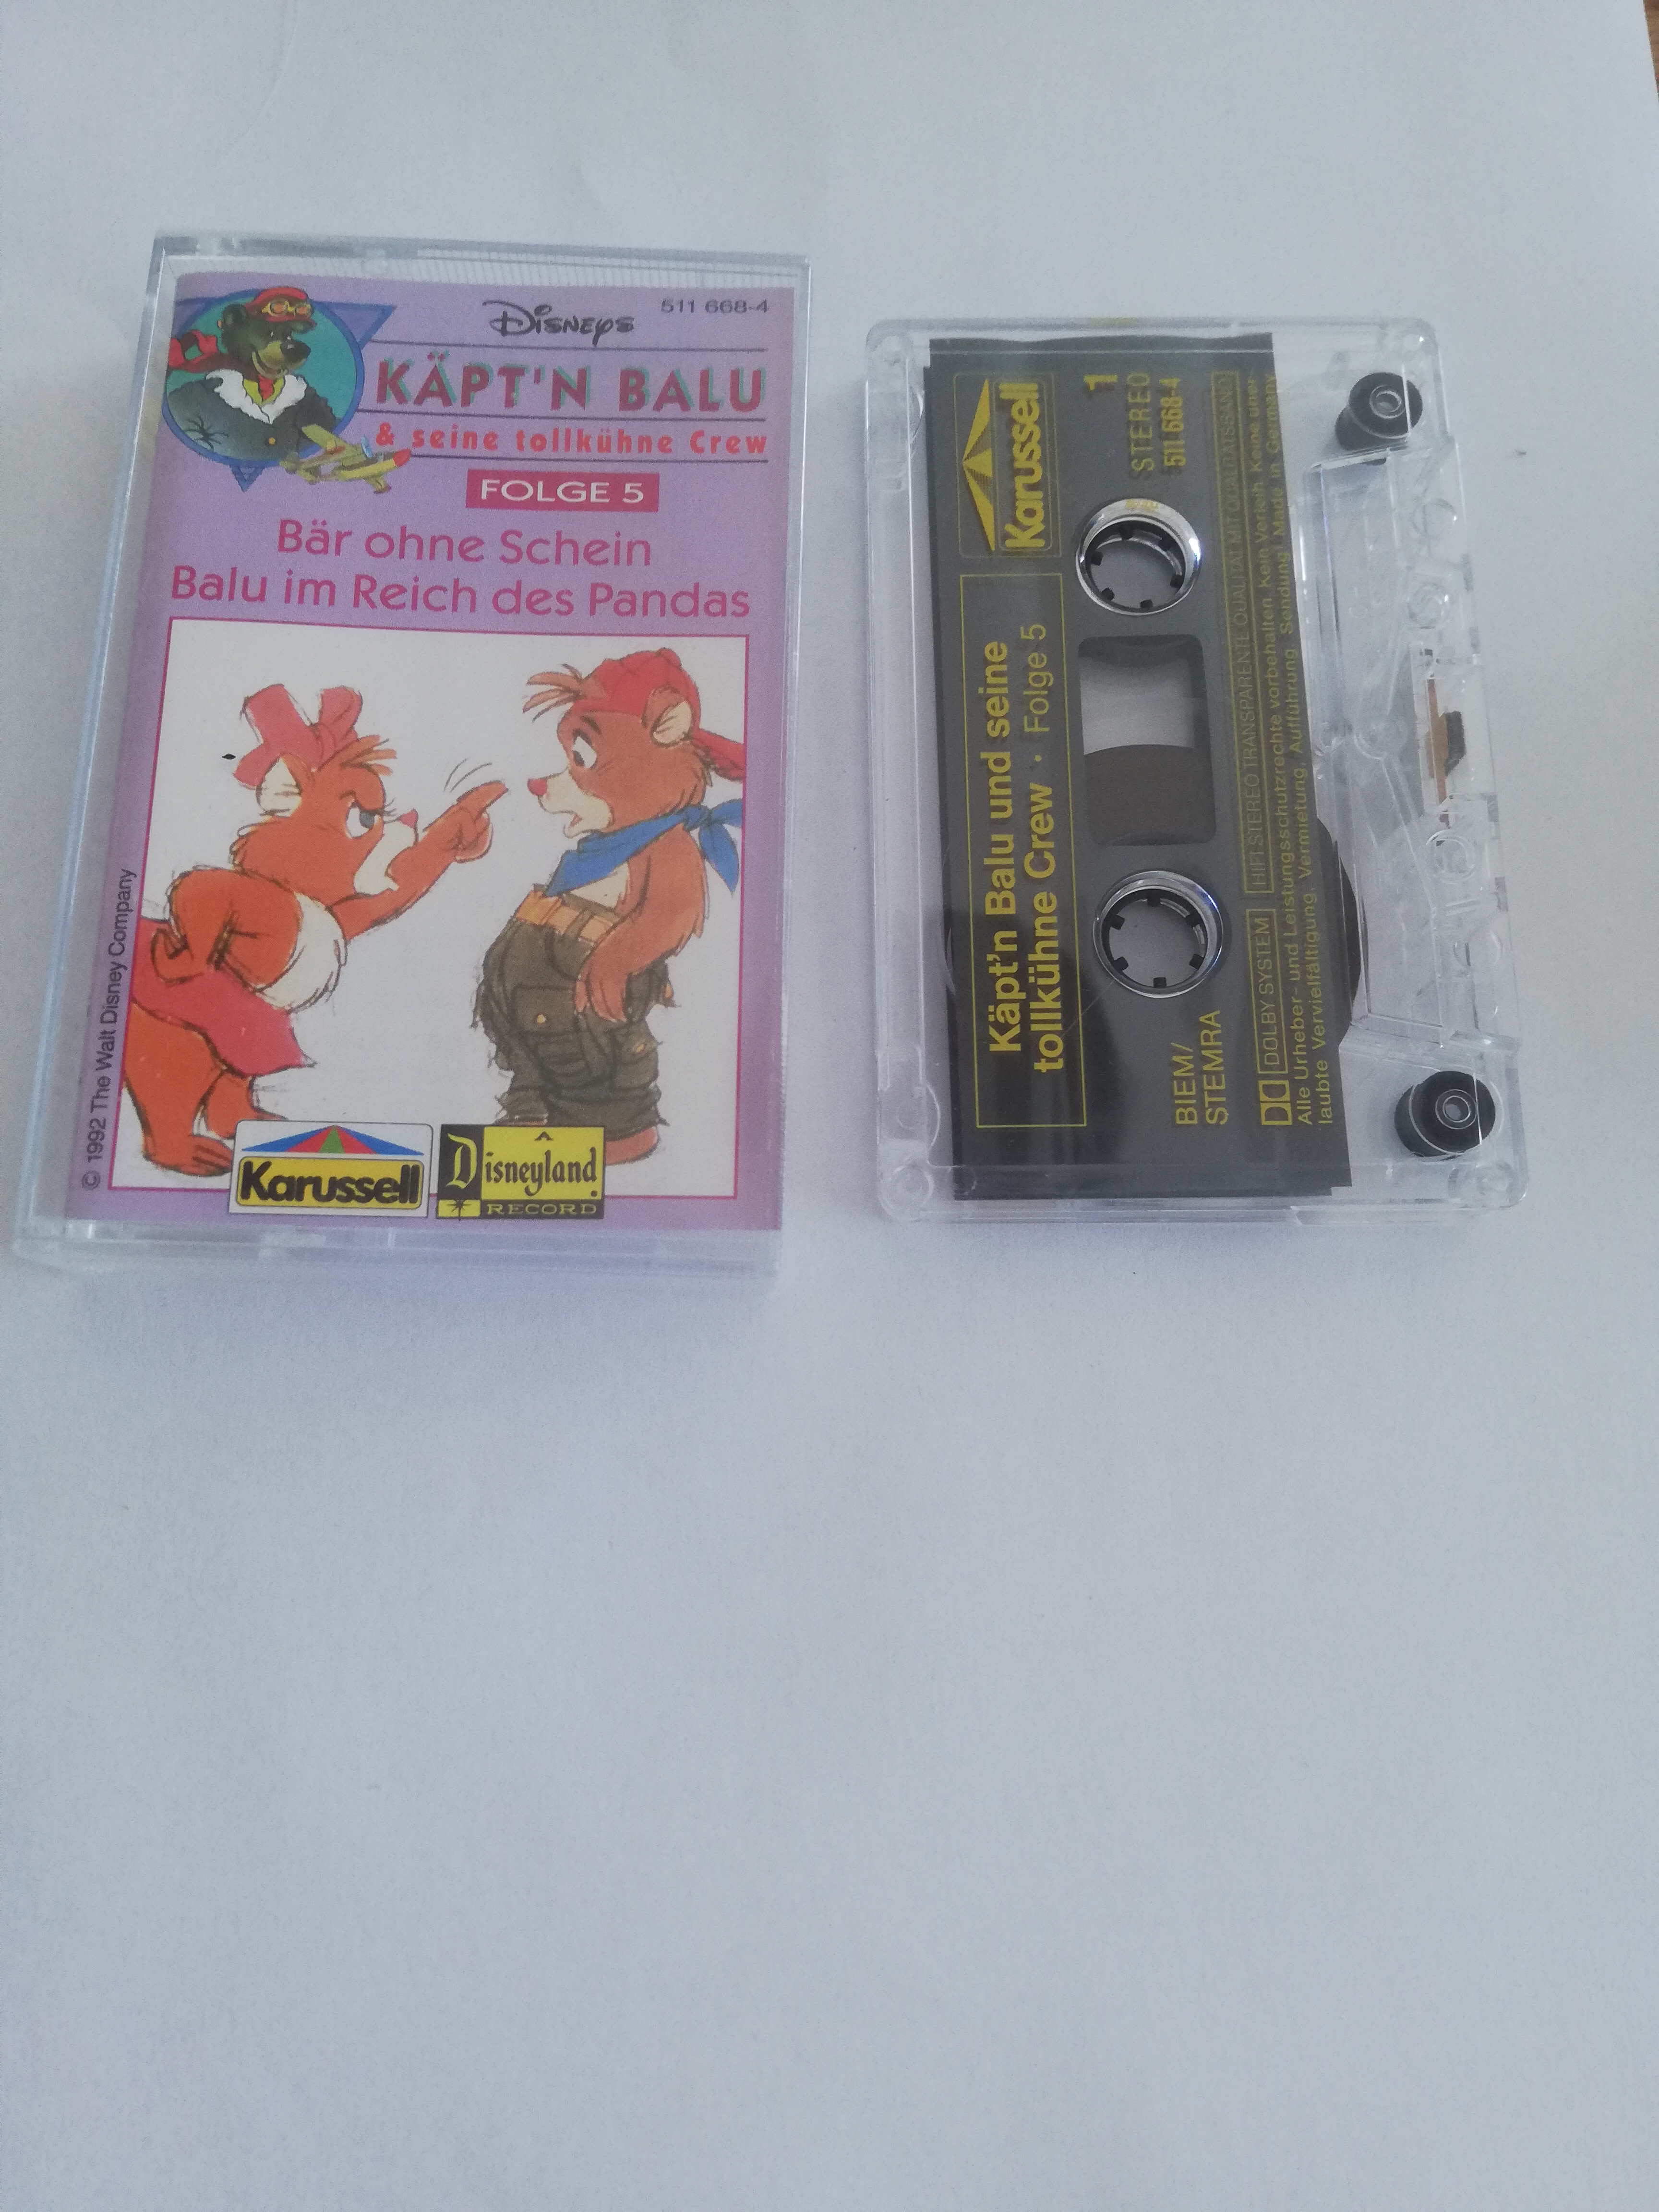 Disneys
511 668-4
KÄPT'N BALU
& seine tollkühne Crew
FOLGE 5
Bär ohne Schein
Balu im Reich des Pandas
© 1992 The Walt Disney Company
Karussell
A
Disneyland
RECORD
Karussell
Käpt'n Balu und seine
tollkühne Crew · Folge 5
1
STEREO
511 668-4
BIEM/
STEMRA
DOLBY SYSTEM
HIFI STEREO TRANSPARENTE QUALITÄT MIT QUALITÄTSBAND
Alle Urheber- und Leistungsschutzrechte vorbehalten. Kein Verleih. Keine uner-
laubte Vervielfältigung, Vermietung, Aufführung, Sendung! Made in Germany